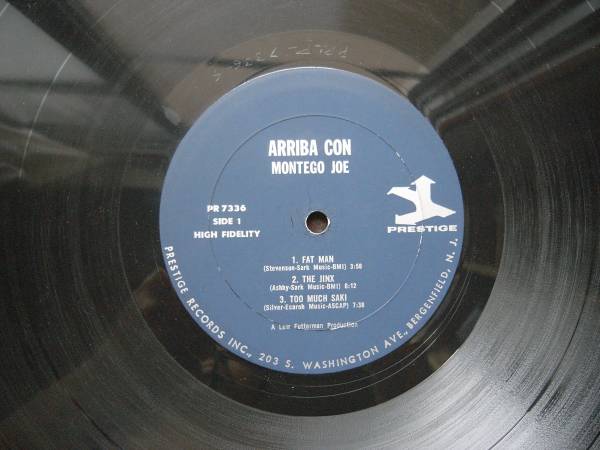 PRLP-7336
ARRIBA CON
MONTEGO JOE
PR 7336
SIDE 1
HIGH FIDELITY
PRESTIGE
1. FAT MAN
(Stevenson-Sark Music-BMI) 3:50
2. THE JINX
(Ashby-Sark Music-BMI) 6:12
3. TOO MUCH SAKI
(Silver-Ecaroh Music-ASCAP) 7:38
A Lew Futterman Production
PRESTIGE RECORDS INC., 203 S. WASHINGTON AVE., BERGENFIELD, N. J.